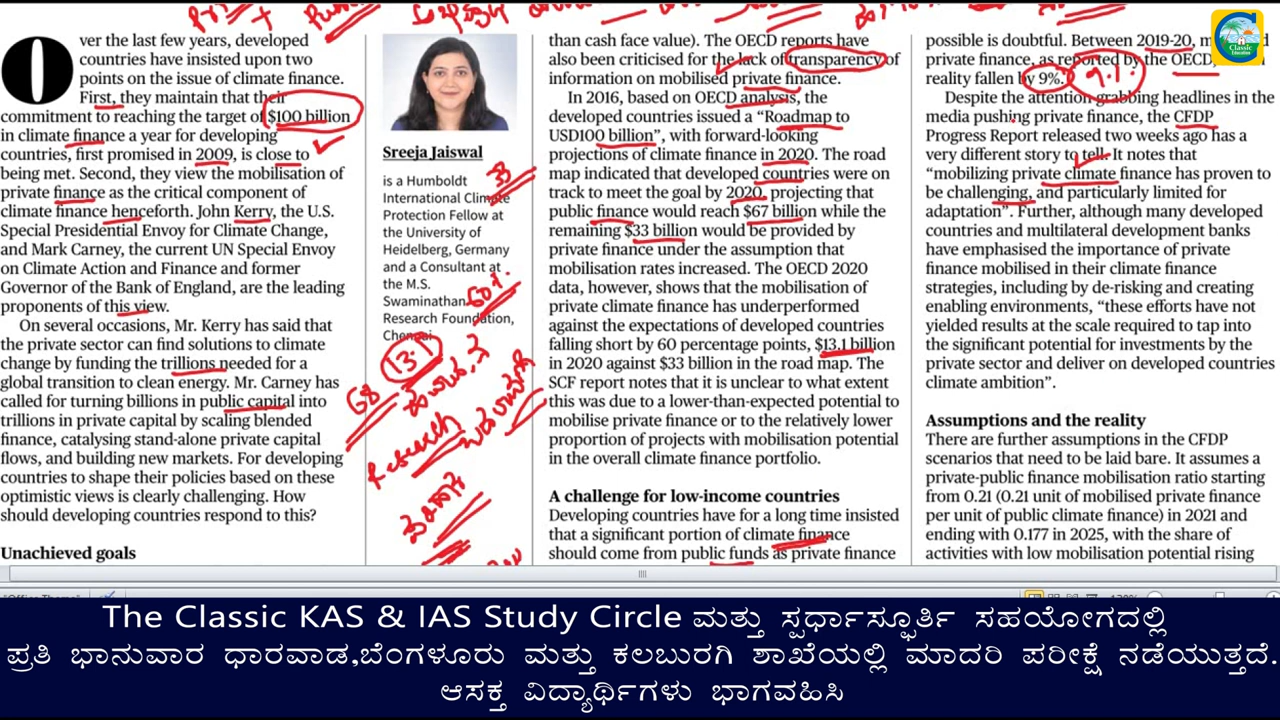 Over the last few years, developed
countries have insisted upon two
points on the issue of climate finance.
First, they maintain that their
commitment to reaching the target of $100 billion
in climate finance a year for developing
countries, first promised in 2009, is close to
being met. Second, they view the mobilisation of
private finance as the critical component of
climate finance henceforth. John Kerry, the U.S.
Special Presidential Envoy for Climate Change,
and Mark Carney, the current UN Special Envoy
on Climate Action and Finance and former
Governor of the Bank of England, are the leading
proponents of this view.
On several occasions, Mr. Kerry has said that
the private sector can find solutions to climate
change by funding the trillions needed for a
global transition to clean energy. Mr. Carney has
called for turning billions in public capital into
trillions in private capital by scaling blended
finance, catalysing stand-alone private capital
flows, and building new markets. For developing
countries to shape their policies based on these
optimistic views is clearly challenging. How
should developing countries respond to this?
Unachieved goals
Sreeja Jaiswal
is a Humboldt
International Climate
Protection Fellow at
the University of
Heidelberg, Germany
and a Consultant at
the M.S.
Swaminathan
Research Foundation,
Chennai
33
60%
13.1
68
Research
than cash face value). The OECD reports have
also been criticised for the lack of transparency of
information on mobilised private finance.
In 2016, based on OECD analysis, the
developed countries issued a “Roadmap to
USD100 billion”, with forward-looking
projections of climate finance in 2020. The road
map indicated that developed countries were on
track to meet the goal by 2020, projecting that
public finance would reach $67 billion while the
remaining $33 billion would be provided by
private finance under the assumption that
mobilisation rates increased. The OECD 2020
data, however, shows that the mobilisation of
private climate finance has underperformed
against the expectations of developed countries
falling short by 60 percentage points, $13.1 billion
in 2020 against $33 billion in the road map. The
SCF report notes that it is unclear to what extent
this was due to a lower-than-expected potential to
mobilise private finance or to the relatively lower
proportion of projects with mobilisation potential
in the overall climate finance portfolio.
A challenge for low-income countries
Developing countries have for a long time insisted
that a significant portion of climate finance
should come from public funds as private finance
possible is doubtful. Between 2019-20,
private finance, as reported by the OECD,
reality fallen by 9%. 9%
Despite the attention grabbing headlines in the
media pushing private finance, the CFDP
Progress Report released two weeks ago has a
very different story to tell. It notes that
“mobilizing private climate finance has proven to
be challenging, and particularly limited for
adaptation”. Further, although many developed
countries and multilateral development banks
have emphasised the importance of private
finance mobilised in their climate finance
strategies, including by de-risking and creating
enabling environments, “these efforts have not
yielded results at the scale required to tap into
the significant potential for investments by the
private sector and deliver on developed countries
climate ambition”.
Assumptions and the reality
There are further assumptions in the CFDP
scenarios that need to be laid bare. It assumes a
private-public finance mobilisation ratio starting
from 0.21 (0.21 unit of mobilised private finance
per unit of public climate finance) in 2021 and
ending with 0.177 in 2025, with the share of
activities with low mobilisation potential rising
Classic
Education
The Classic KAS & IAS Study Circle ಮತ್ತು ಸ್ಪರ್ಧಾಸ್ಫೂರ್ತಿ ಸಹಯೋಗದಲ್ಲಿ
ಪ್ರತಿ ಭಾನುವಾರ ಧಾರವಾಡ,ಬೆಂಗಳೂರು ಮತ್ತು ಕಲಬುರಗಿ ಶಾಖೆಯಲ್ಲಿ ಮಾದರಿ ಪರೀಕ್ಷೆ ನಡೆಯುತ್ತದೆ.
ಆಸಕ್ತ ವಿದ್ಯಾರ್ಥಿಗಳು ಭಾಗವಹಿಸಿ